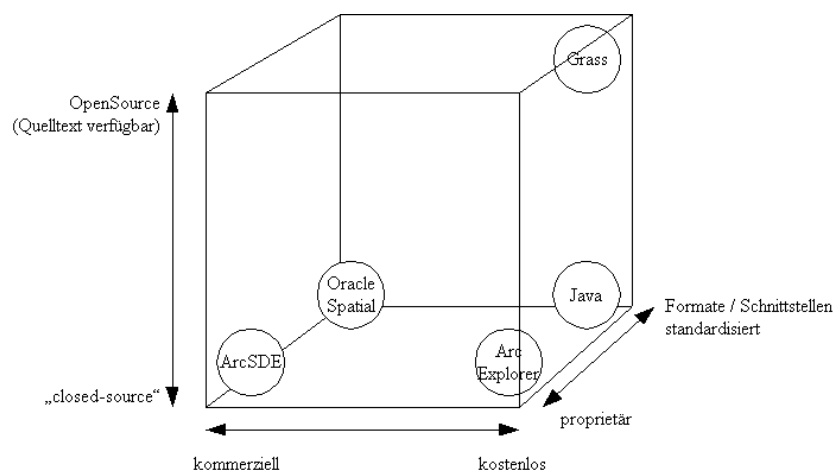 Grass
OpenSource
(Quelltext verfügbar)
Oracle
Spatial
Java
Formate / Schnittstellen
standardisiert
ArcSDE
Arc
Explorer
„closed-source“
proprietär
kommerziell
kostenlos